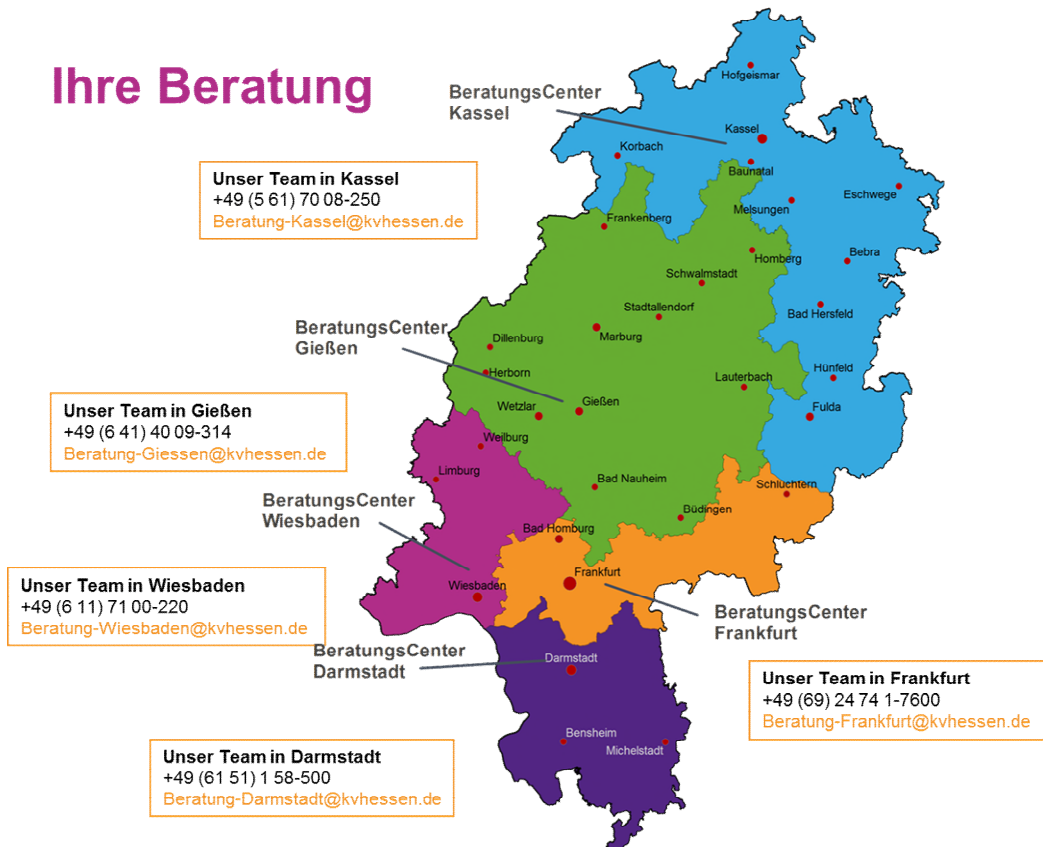 Ihre Beratung
BeratungsCenter
Kassel
Unser Team in Kassel
+49 (5 61) 70 08-250
Beratung-Kassel@kvhessen.de
Hofgeismar
Kassel
Korbach
Baunatal
Eschwege
Melsungen
Frankenberg
Homberg
Bebra
Schwalmstadt
Stadtallendorf
Bad Hersfeld
BeratungsCenter
Gießen
Marburg
Dillenburg
Herborn
Hünfeld
Lauterbach
Gießen
Wetzlar
Fulda
Unser Team in Gießen
+49 (6 41) 40 09-314
Beratung-Giessen@kvhessen.de
Weilburg
Limburg
Bad Nauheim
Schlüchtern
BeratungsCenter
Wiesbaden
Büdingen
Bad Homburg
Frankfurt
Wiesbaden
Unser Team in Wiesbaden
+49 (6 11) 71 00-220
Beratung-Wiesbaden@kvhessen.de
BeratungsCenter
Frankfurt
BeratungsCenter
Darmstadt
Darmstadt
Unser Team in Frankfurt
+49 (69) 24 74 1-7600
Beratung-Frankfurt@kvhessen.de
Bensheim
Michelstadt
Unser Team in Darmstadt
+49 (61 51) 1 58-500
Beratung-Darmstadt@kvhessen.de